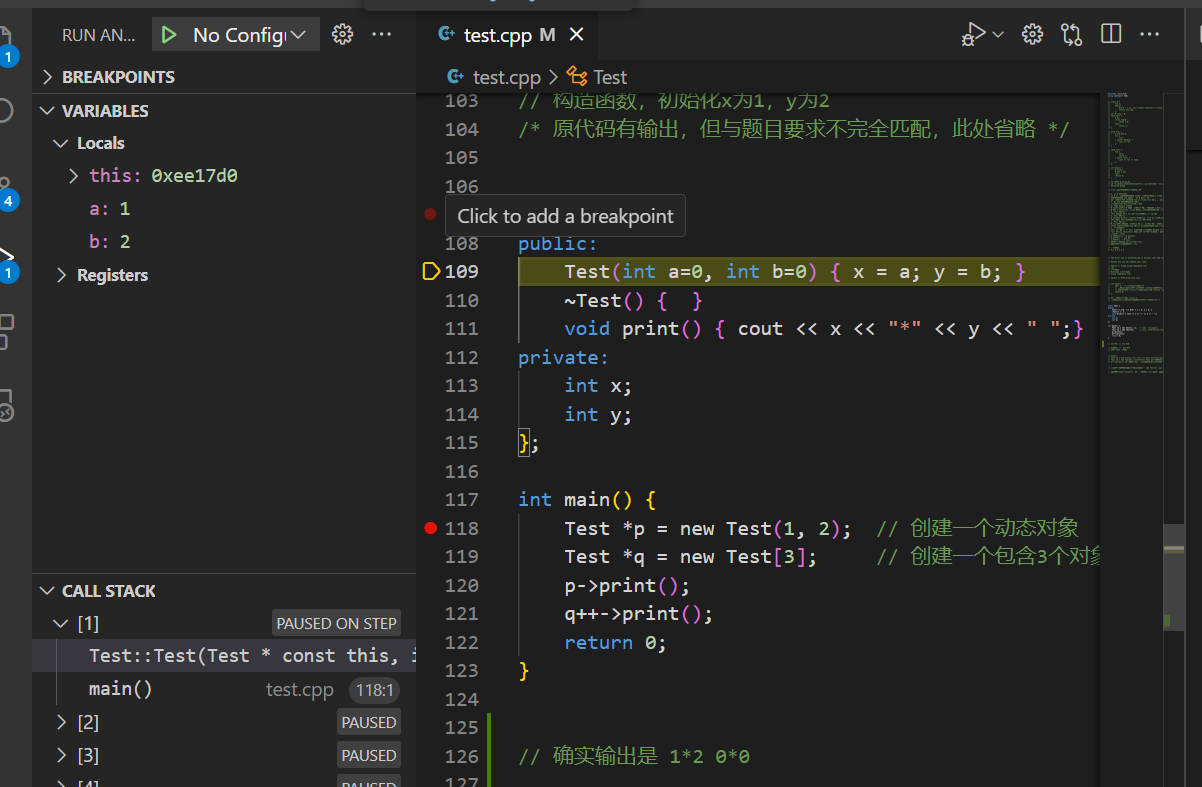 RUN AN...
No Config
test.cpp M
test.cpp > Test
BREAKPOINTS
VARIABLES
Locals
this: 0xee17d0
a: 1
b: 2
Registers
CALL STACK
[1] PAUSED ON STEP
Test::Test(Test * const this, i
main() test.cpp 118:1
[2] PAUSED
[3] PAUSED
[4] PAUSED
1
4
1
103 // 构造函数，初始化x为1，y为2
104 /* 原代码有输出，但与题目要求不完全匹配，此处省略 */
105
106
Click to add a breakpoint
108 public:
109 Test(int a=0, int b=0) { x = a; y = b; }
110 ~Test() {  }
111 void print() { cout << x << "*" << y << " ";}
112 private:
113 int x;
114 int y;
115 };
116
117 int main() {
118 Test *p = new Test(1, 2);  // 创建一个动态对象
119 Test *q = new Test[3];     // 创建一个包含3个对象
120 p->print();
121 q++->print();
122 return 0;
123 }
124
125
126 // 确实输出是 1*2 0*0
127